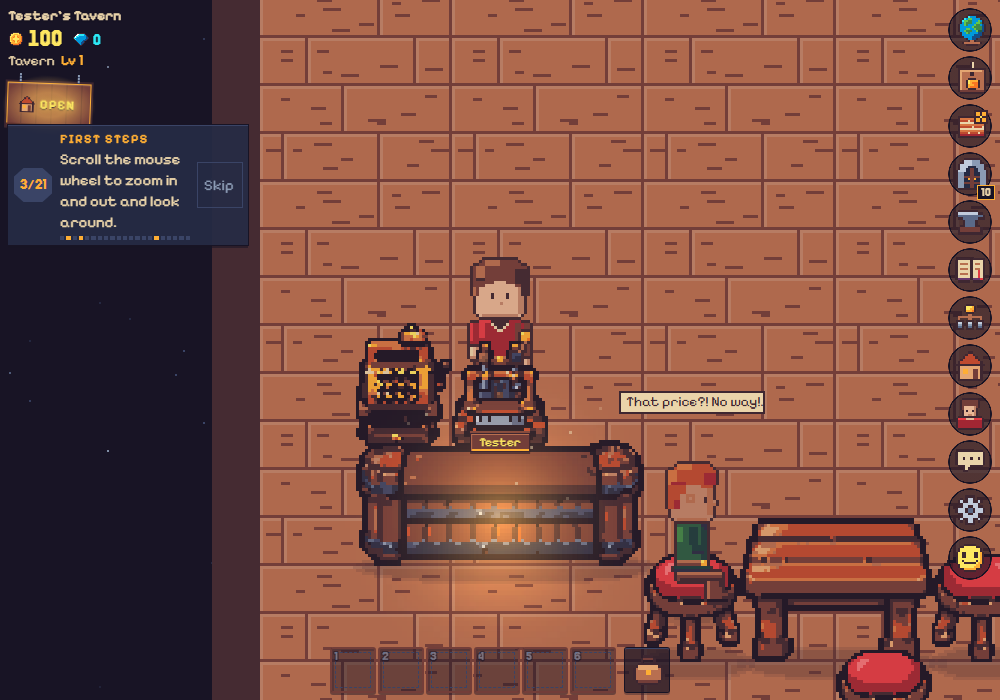 Tester's Tavern
100 0
Tavern Lv 1
OPEN
FIRST STEPS
3/21
Scroll the mouse
wheel to zoom in
and out and look
around.
Skip
10
That price?! No way!
Tester
1 2 3 4 5 6